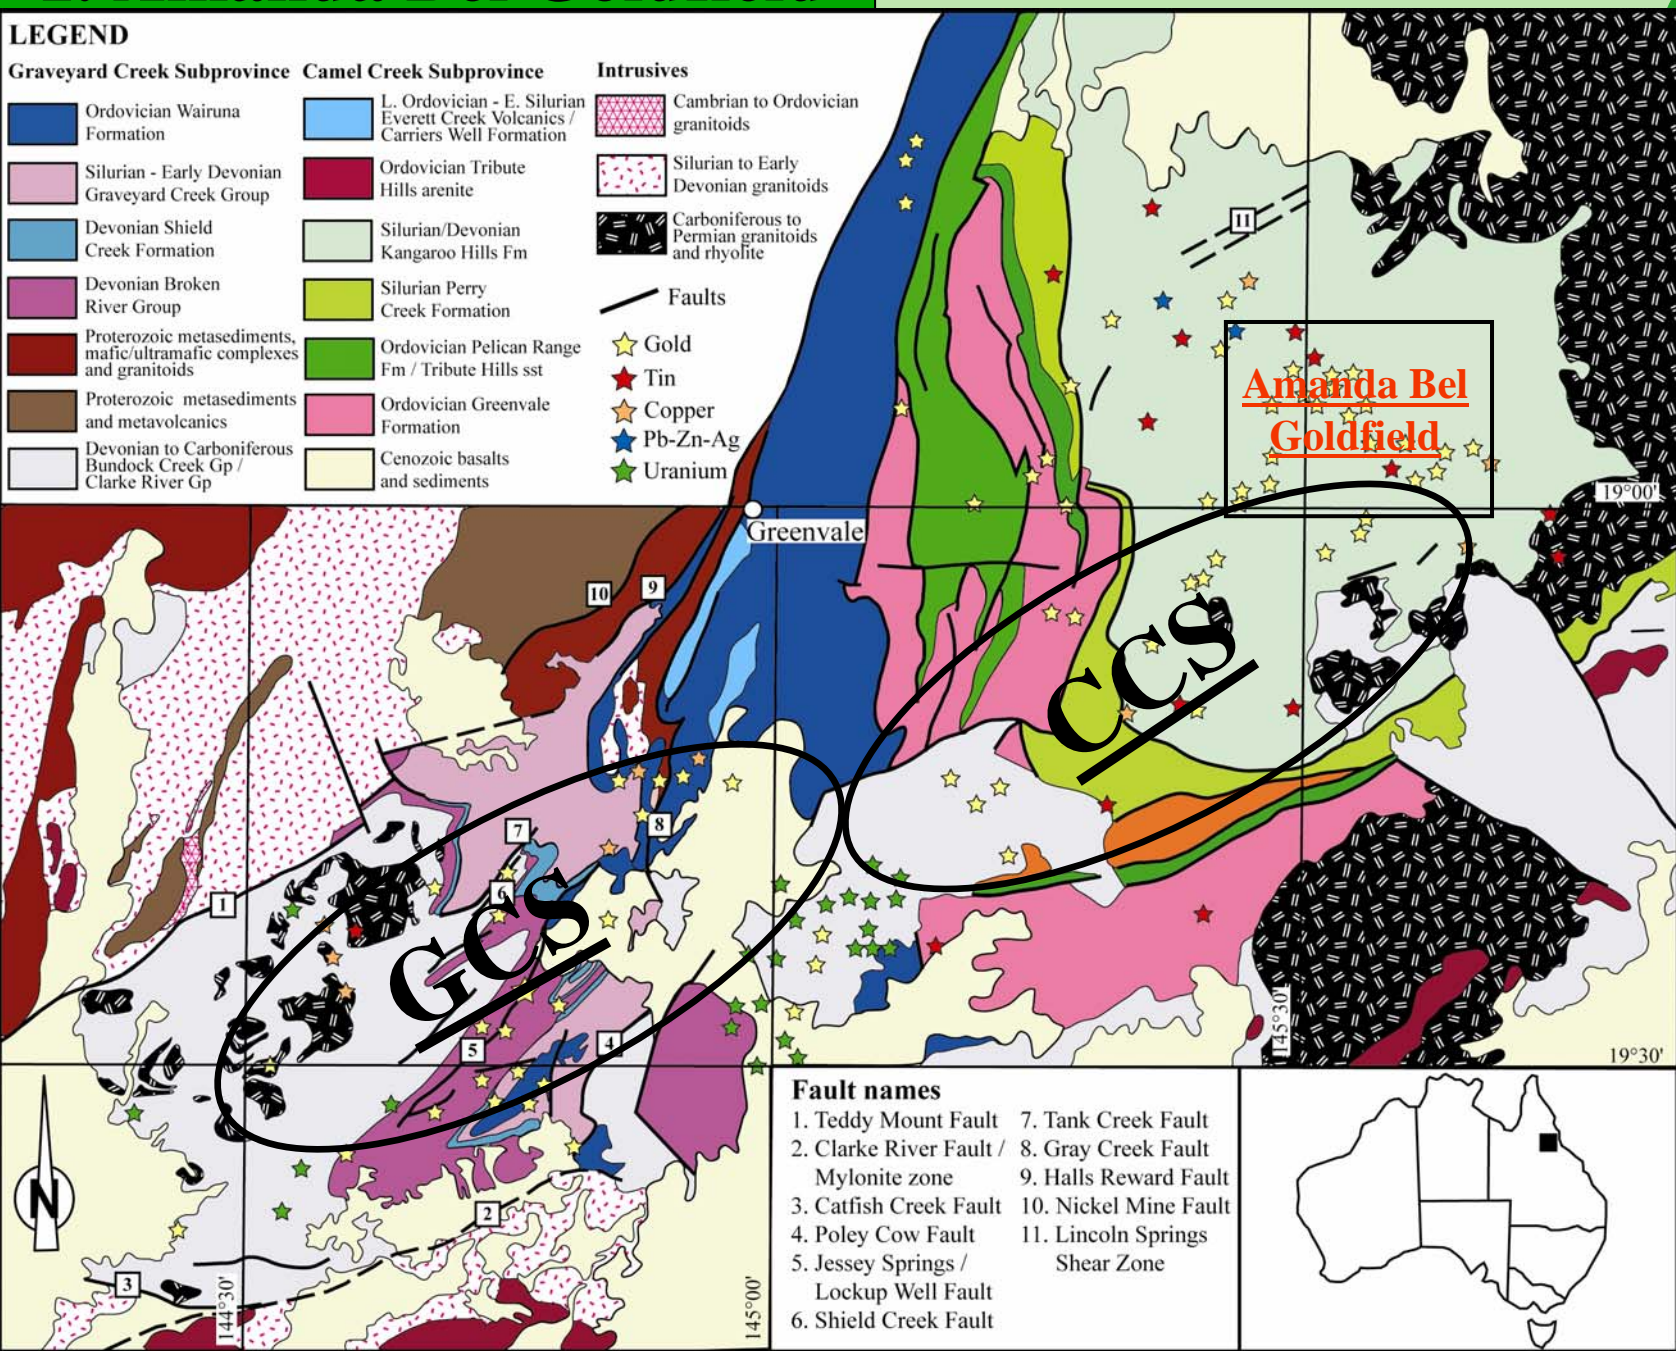 LEGEND
Graveyard Creek Subprovince
Ordovician Wairuna
Formation
Silurian - Early Devonian
Graveyard Creek Group
Devonian Shield
Creek Formation
Devonian Broken
River Group
Proterozoic metasediments,
mafic/ultramafic complexes
and granitoids
Proterozoic metasediments
and metavolcanics
Devonian to Carboniferous
Bundock Creek Gp /
Clarke River Gp
Camel Creek Subprovince
L. Ordovician - E. Silurian
Everett Creek Volcanics /
Carriers Well Formation
Ordovician Tribute
Hills arenite
Silurian/Devonian
Kangaroo Hills Fm
Silurian Perry
Creek Formation
Ordovician Pelican Range
Fm / Tribute Hills sst
Ordovician Greenvale
Formation
Cenozoic basalts
and sediments
Intrusives
Cambrian to Ordovician
granitoids
Silurian to Early
Devonian granitoids
Carboniferous to
Permian granitoids
and rhyolite
Faults
Gold
Tin
Copper
Pb-Zn-Ag
Uranium
11
Amanda Bel
Goldfield
19°00'
Greenvale
10
9
CCS
7
8
6
1
GCS
5
4
145°30'
19°30'
2
3
144°30'
145°00'
N
Fault names
1. Teddy Mount Fault
2. Clarke River Fault /
Mylonite zone
3. Catfish Creek Fault
4. Poley Cow Fault
5. Jessey Springs /
Lockup Well Fault
6. Shield Creek Fault
7. Tank Creek Fault
8. Gray Creek Fault
9. Halls Reward Fault
10. Nickel Mine Fault
11. Lincoln Springs
Shear Zone